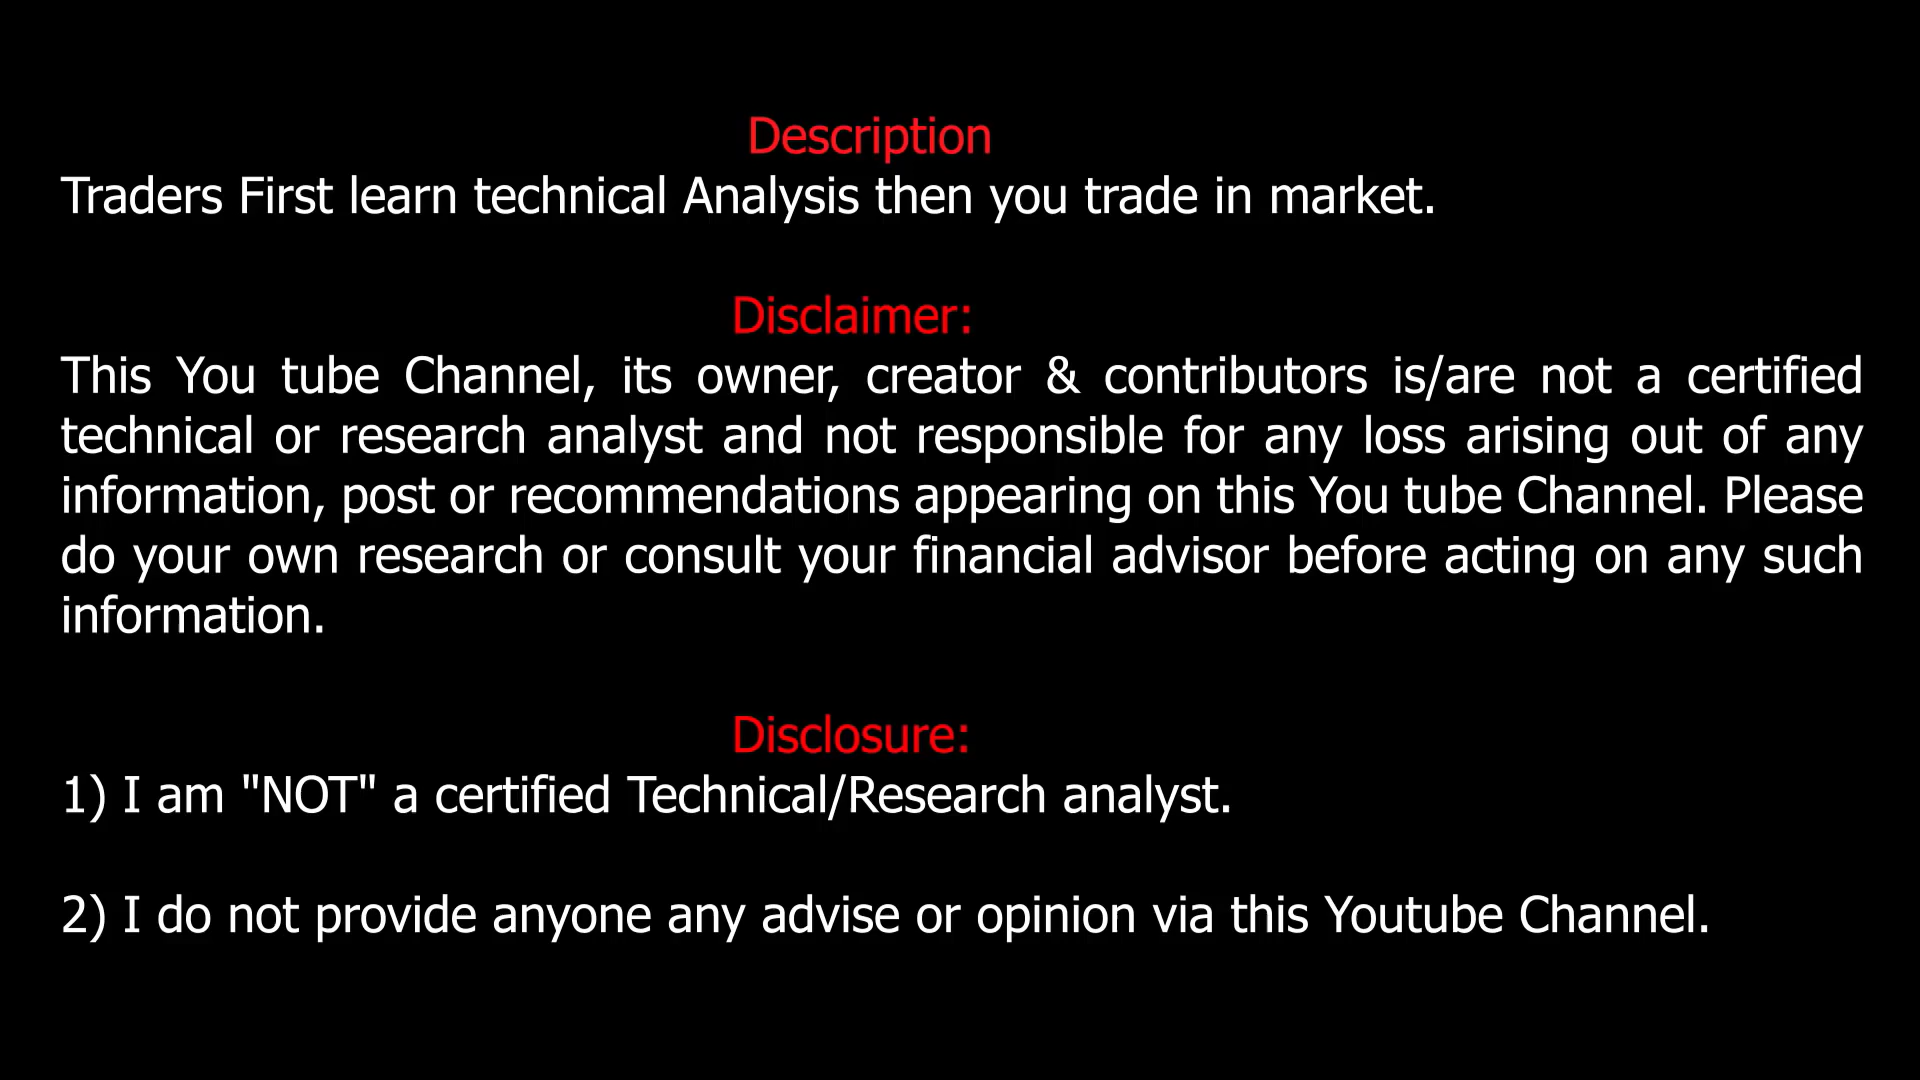 Description
Traders First learn technical Analysis then you trade in market.
Disclaimer:
This You tube Channel, its owner, creator & contributors is/are not a certified
technical or research analyst and not responsible for any loss arising out of any
information, post or recommendations appearing on this You tube Channel. Please
do your own research or consult your financial advisor before acting on any such
information.
Disclosure:
1) I am "NOT" a certified Technical/Research analyst.
2) I do not provide anyone any advise or opinion via this Youtube Channel.